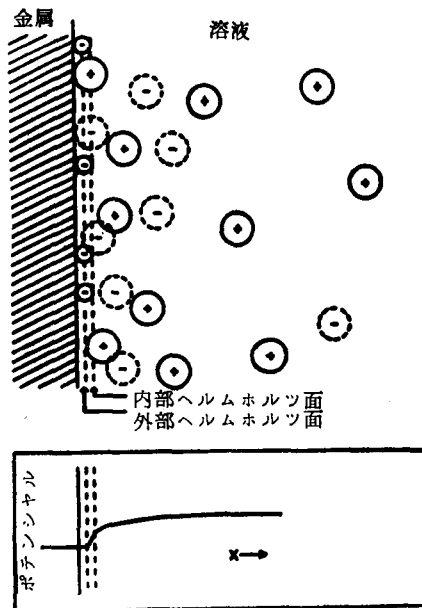 金属
溶液
内部ヘルムホルツ面
外部ヘルムホルツ面
ポテンシャル
x→